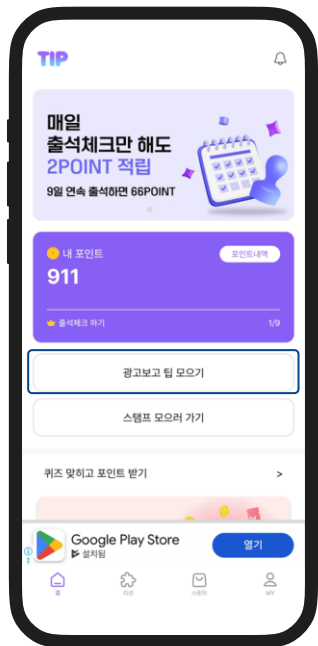 TIP
매일
출석체크만 해도
2POINT 적립
9일 연속 출석하면 66POINT
내 포인트
포인트내역
911
출석체크 하기
1/9
광고보고 팁 모으기
스탬프 모으러 가기
퀴즈 맞히고 포인트 받기 >
Google Play Store
설치됨
열기
홈
미션
스토어
MY